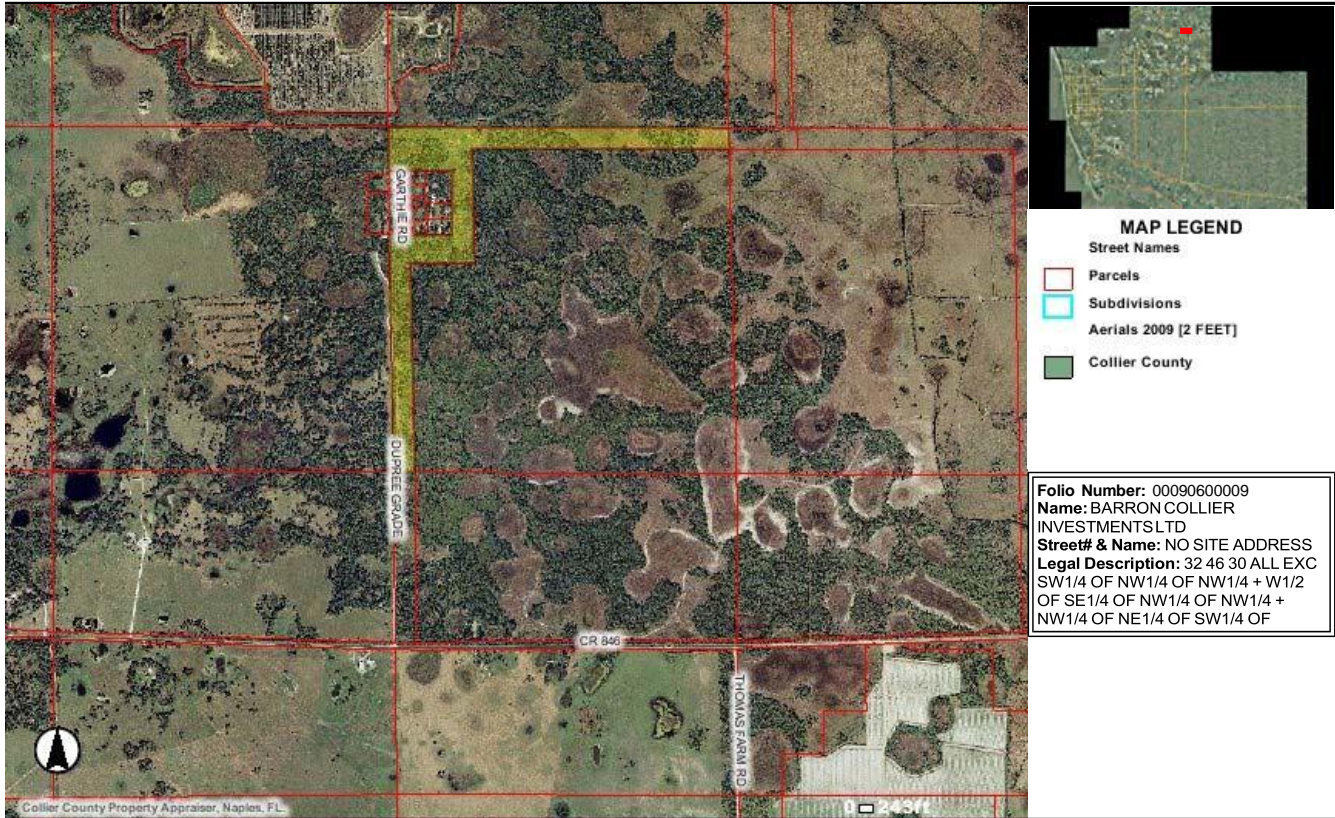 GARTHIE RD
DUPREE GRADE
CR 846
THOMAS FARM RD
Collier County Property Appraiser, Naples, FL.
0 243ft
MAP LEGEND
Street Names
Parcels
Subdivisions
Aerials 2009 [2 FEET]
Collier County
Folio Number: 00090600009
Name: BARRON COLLIER
INVESTMENTS LTD
Street# & Name: NO SITE ADDRESS
Legal Description: 32 46 30 ALL EXC
SW1/4 OF NW1/4 OF NW1/4 + W1/2
OF SE1/4 OF NW1/4 OF NW1/4 +
NW1/4 OF NE1/4 OF SW1/4 OF